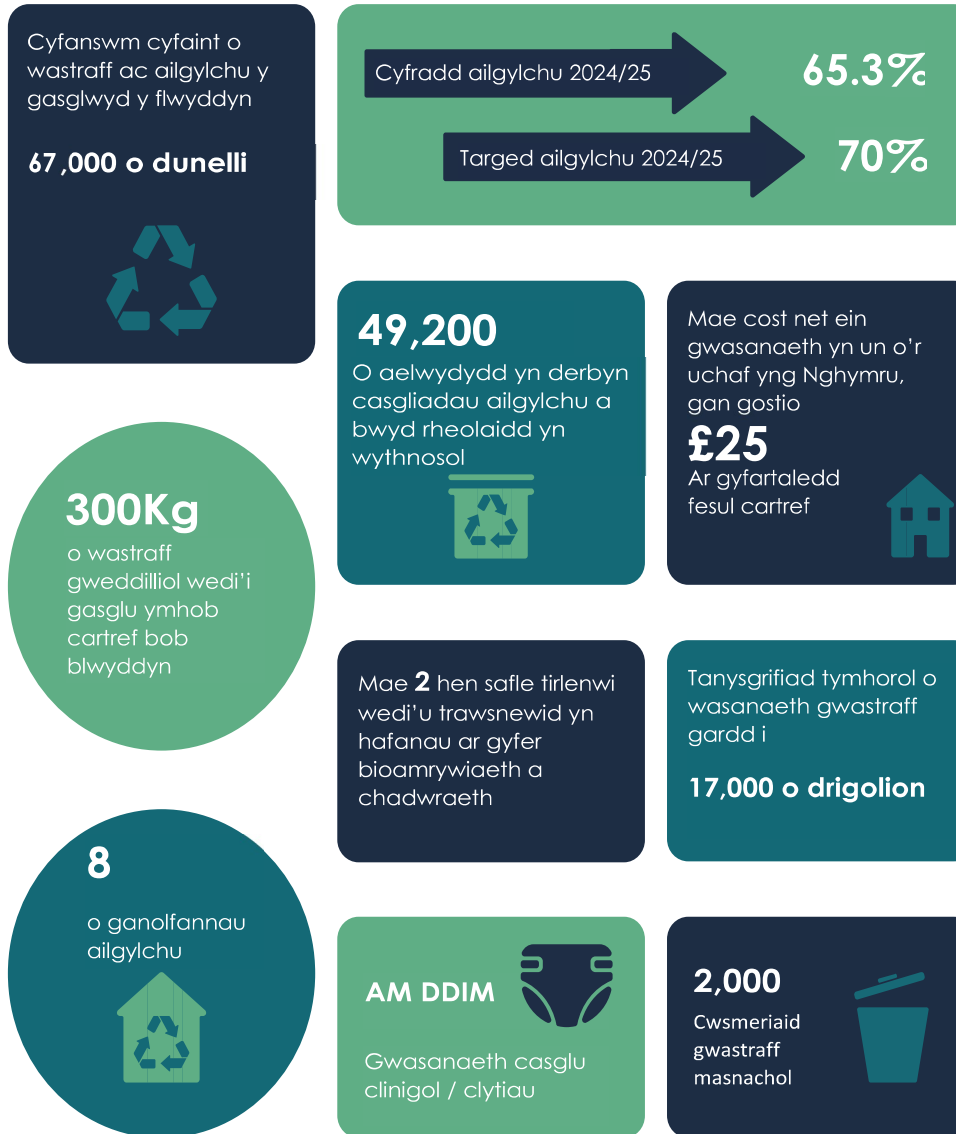 Cyfanswm cyfaint o
wastraff ac ailgylchu y
gasglwyd y flwyddyn
67,000 o dunelli
Cyfradd ailgylchu 2024/25
65.3%
Targed ailgylchu 2024/25
70%
49,200
O aelwydydd yn derbyn
casgliadau ailgylchu a
bwyd rheolaidd yn
wythnosol
Mae cost net ein
gwasanaeth yn un o'r
uchaf yng Nghymru,
gan gostio
£25
Ar gyfartaledd
fesul cartref
300Kg
o wastraff
gweddilliol wedi'i
gasglu ymhob
cartref bob
blwyddyn
Mae 2 hen safle tirlenwi
wedi'u trawsnewid yn
hafanau ar gyfer
bioamrywiaeth a
chadwraeth
Tanysgrifiad tymhorol o
wasanaeth gwastraff
gardd i
17,000 o drigolion
8
o ganolfannau
ailgylchu
AM DDIM
Gwasanaeth casglu
clinigol / clytiau
2,000
Cwsmeriaid
gwastraff
masnachol